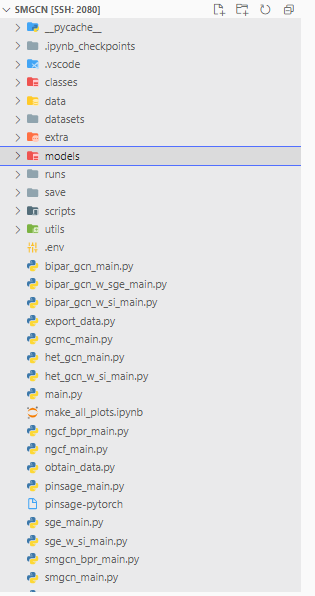 SMGCN [SSH: 2080]
__pycache__
.ipynb_checkpoints
.vscode
classes
data
datasets
extra
models
runs
save
scripts
utils
.env
bipar_gcn_main.py
bipar_gcn_w_sge_main.py
bipar_gcn_w_si_main.py
export_data.py
gcmc_main.py
het_gcn_main.py
het_gcn_w_si_main.py
main.py
make_all_plots.ipynb
ngcf_bpr_main.py
ngcf_main.py
obtain_data.py
pinsage_main.py
pinsage-pytorch
sge_main.py
sge_w_si_main.py
smgcn_bpr_main.py
smgcn_main.py